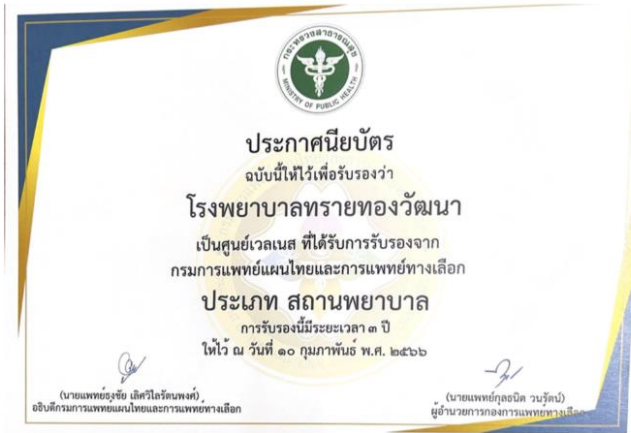 กระทรวงสาธารณสุข
MINISTRY OF PUBLIC HEALTH
ประกาศนียบัตร
ฉบับนี้ให้ไว้เพื่อรับรองว่า
โรงพยาบาลทรายทองวัฒนา
เป็นศูนย์เวลเนส ที่ได้รับการรับรองจาก
กรมการแพทย์แผนไทยและการแพทย์ทางเลือก
ประเภท สถานพยาบาล
การรับรองนี้มีระยะเวลา ๓ ปี
ให้ไว้ ณ วันที่ ๑๐ กุมภาพันธ์ พ.ศ. ๒๕๖๖
(นายแพทย์ธงชัย เลิศวิไลรัตนพงศ์)
อธิบดีกรมการแพทย์แผนไทยและการแพทย์ทางเลือก
(นายแพทย์กุลธนิต วนรัตน์)
ผู้อำนวยการกองการแพทย์ทางเลือก